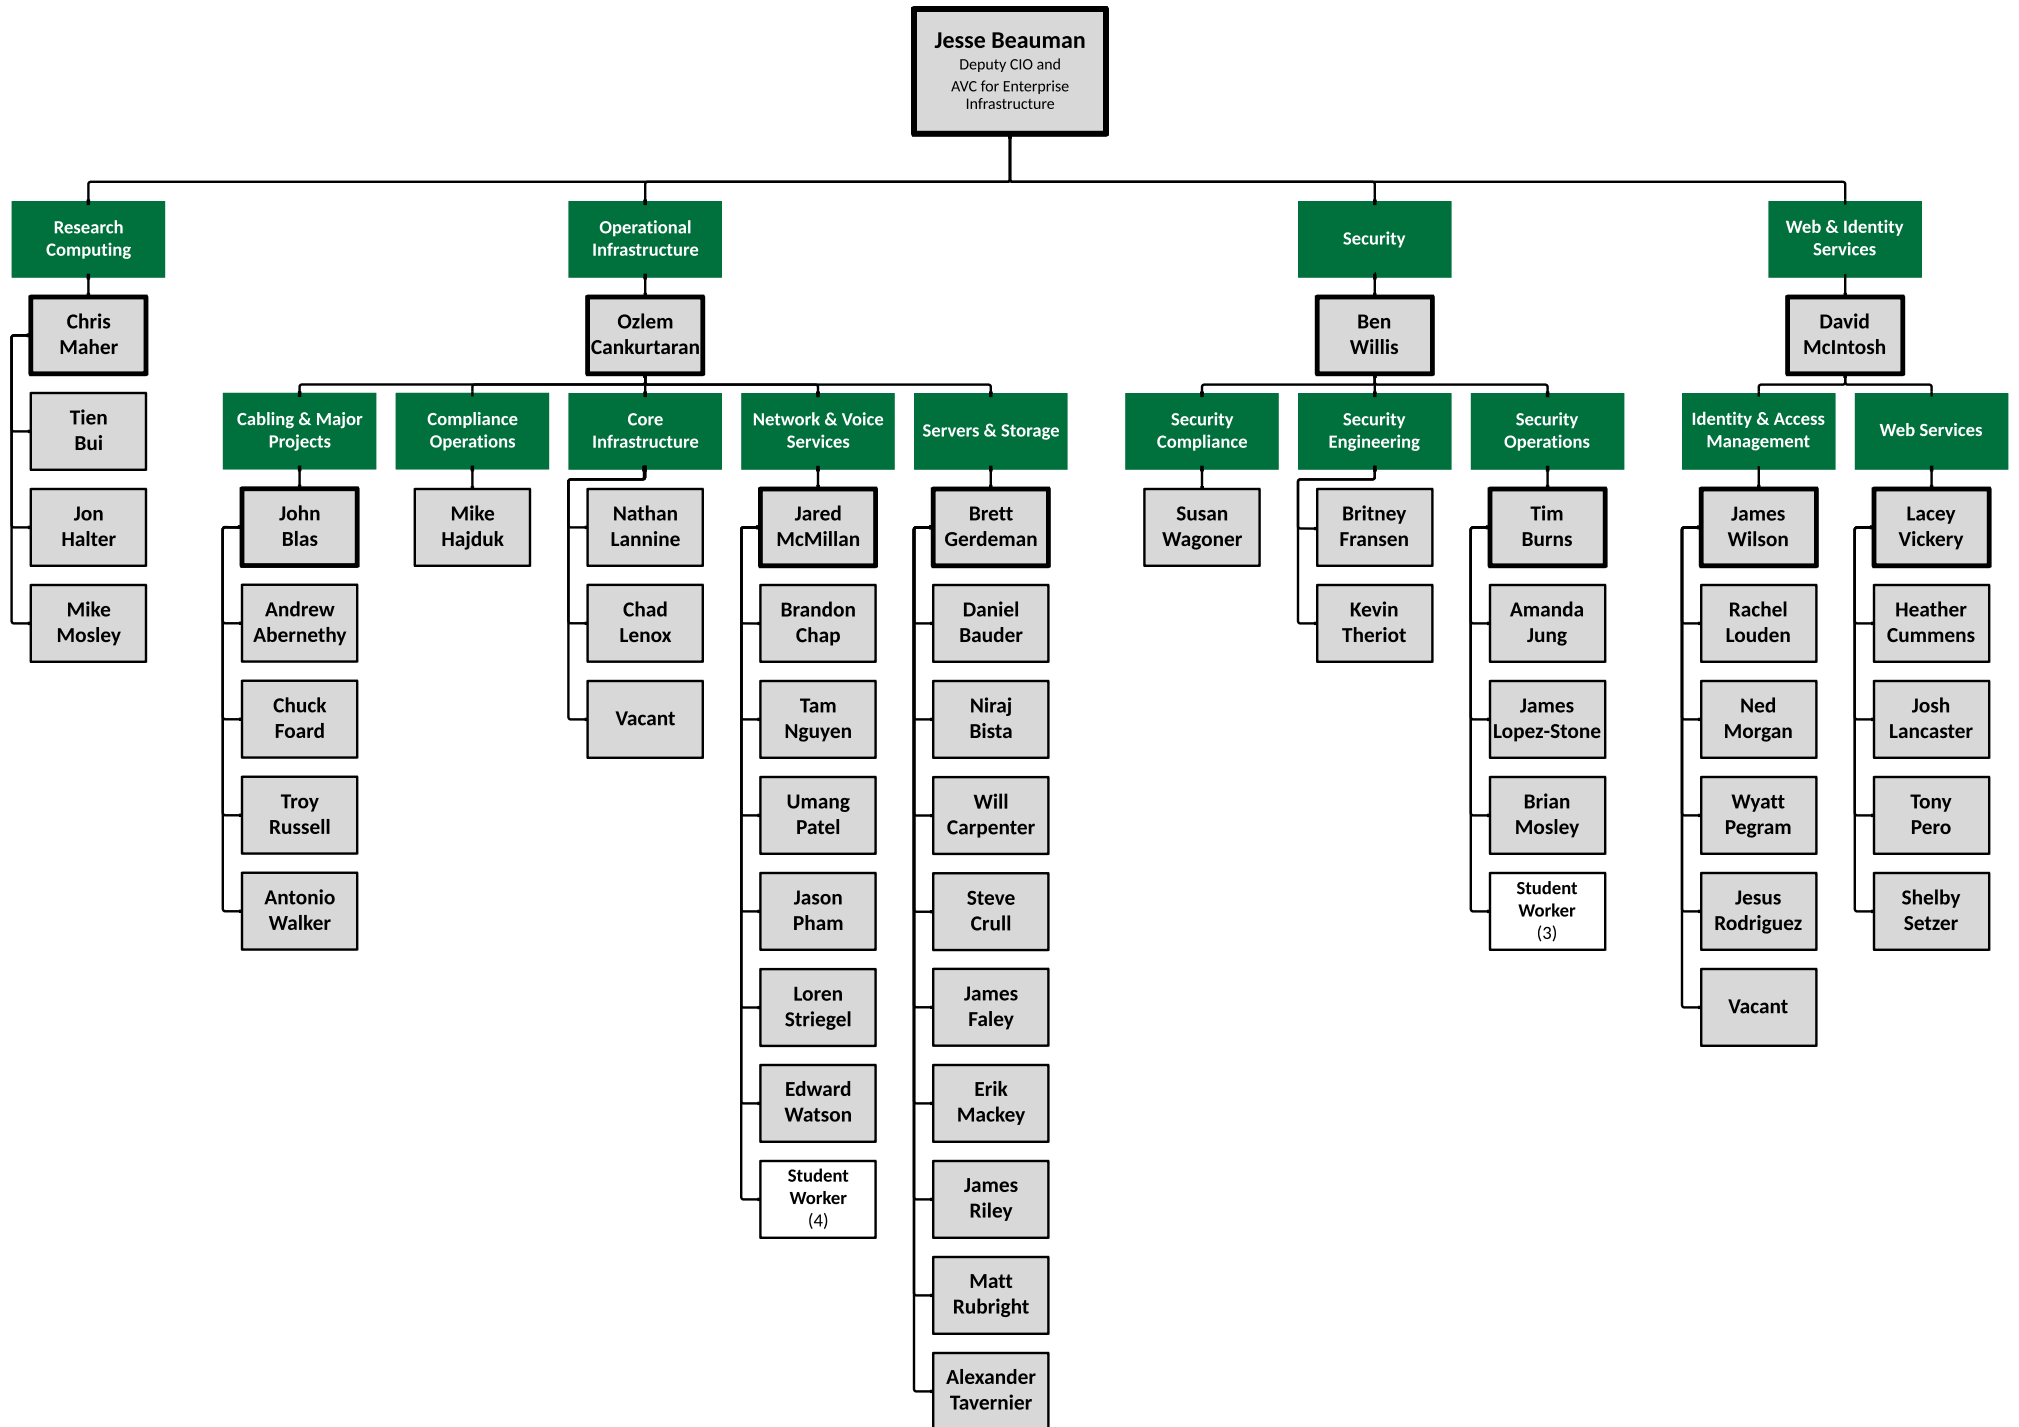 Jesse Beauman
Deputy CIO and
AVC for Enterprise
Infrastructure
Research
Computing
Operational
Infrastructure
Security
Web & Identity
Services
Chris
Maher
Ozlem
Cankurtaran
Ben
Willis
David
McIntosh
Tien
Bui
Jon
Halter
Mike
Mosley
Cabling & Major
Projects
Compliance
Operations
Core
Infrastructure
Network & Voice
Services
Servers & Storage
Security
Compliance
Security
Engineering
Security
Operations
Identity & Access
Management
Web Services
John
Blas
Andrew
Abernethy
Chuck
Foard
Troy
Russell
Antonio
Walker
Mike
Hajduk
Nathan
Lannine
Chad
Lenox
Vacant
Jared
McMillan
Brandon
Chap
Tam
Nguyen
Umang
Patel
Jason
Pham
Loren
Striegel
Edward
Watson
Student
Worker
(4)
Brett
Gerdeman
Daniel
Bauder
Niraj
Bista
Will
Carpenter
Steve
Crull
James
Faley
Erik
Mackey
James
Riley
Matt
Rubright
Alexander
Tavernier
Susan
Wagoner
Britney
Fransen
Kevin
Theriot
Tim
Burns
Amanda
Jung
James
Lopez-Stone
Brian
Mosley
Student
Worker
(3)
James
Wilson
Rachel
Louden
Ned
Morgan
Wyatt
Pegram
Jesus
Rodriguez
Vacant
Lacey
Vickery
Heather
Cummens
Josh
Lancaster
Tony
Pero
Shelby
Setzer